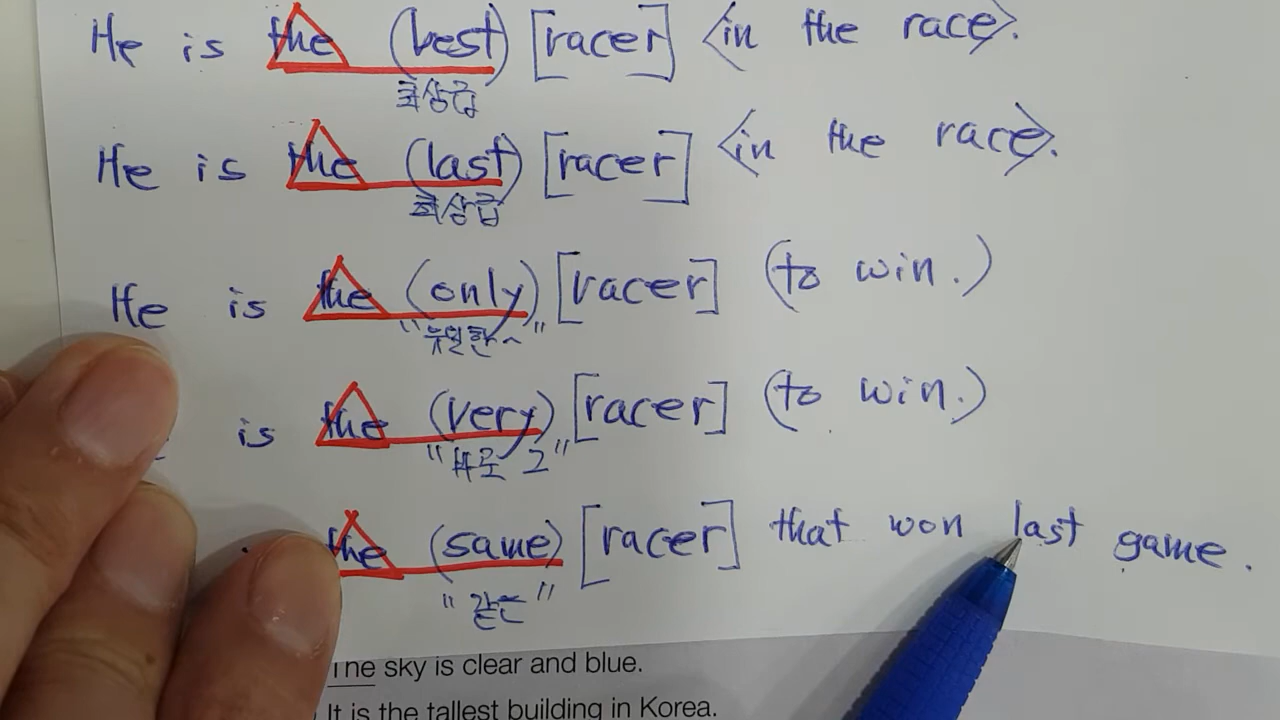 He is the (best) [racer] <in the race>.
최상급
He is the (last) [racer] <in the race>.
최상급
He is the (only) [racer] (to win.)
"유일한~"
is the (very) [racer] (to win.)
"바로 그"
the (same) [racer] that won last game.
"같은"
The sky is clear and blue.
It is the tallest building in Korea.